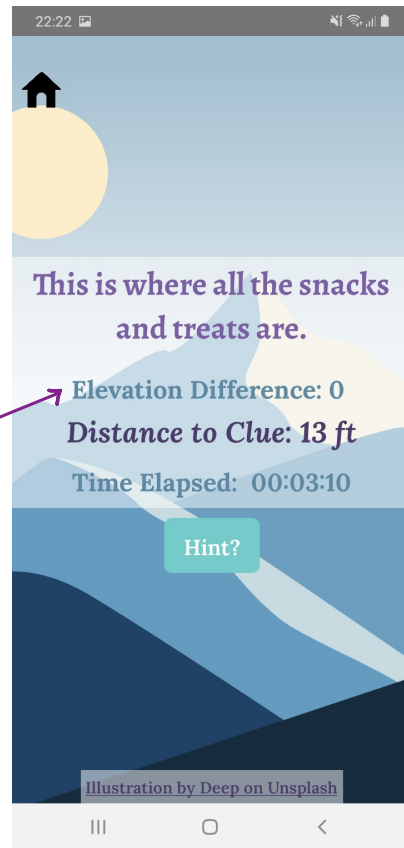 22:22
This is where all the snacks
and treats are.
Elevation Difference: 0
Distance to Clue: 13 ft
Time Elapsed: 00:03:10
Hint?
Illustration by Deep on Unsplash